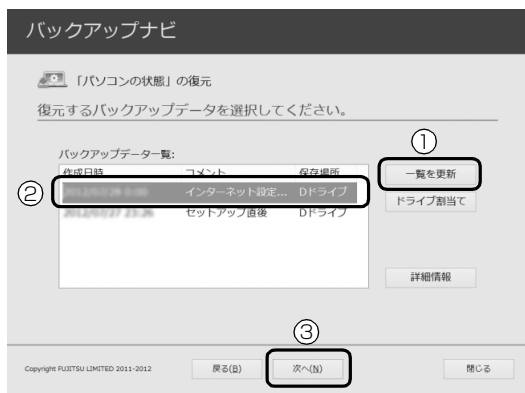 バックアップナビ
「パソコンの状態」の復元
復元するバックアップデータを選択してください。
①
バックアップデータ一覧:
作成日時 コメント 保存場所
一覧を更新
②
インターネット設定... Dドライブ
ドライブ割当て
セットアップ直後 Dドライブ
詳細情報
③
Copyright FUJITSU LIMITED 2011-2012
戻る(B)
次へ(N)
閉じる